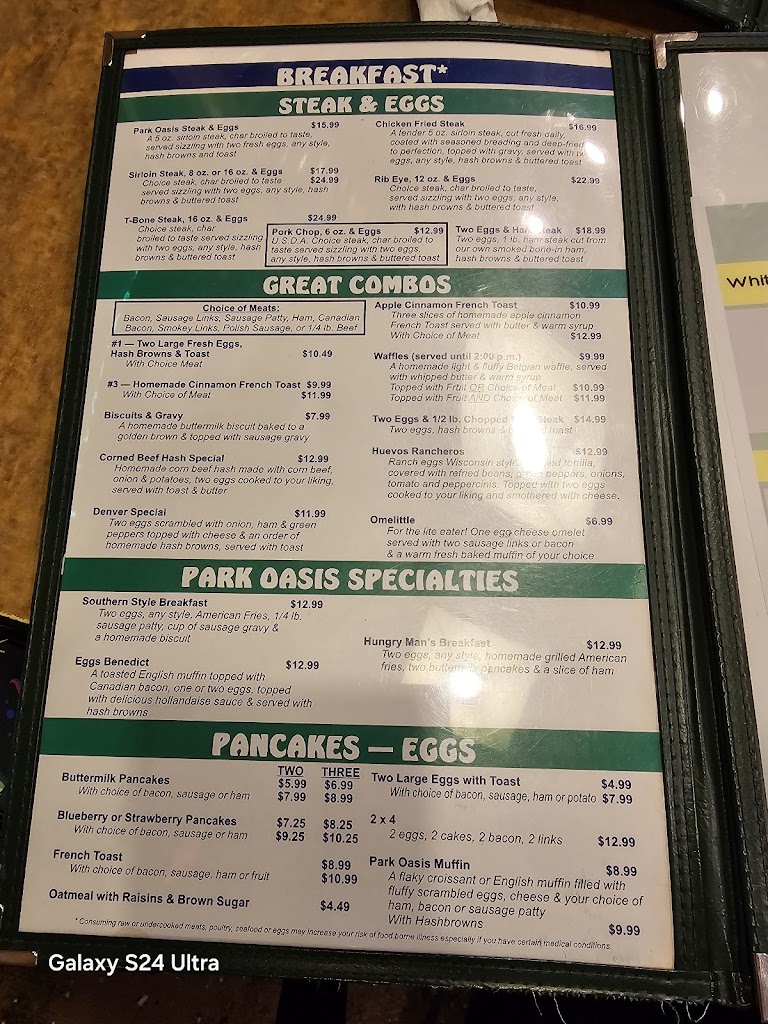 BREAKFAST*
STEAK & EGGS
Park Oasis Steak & Eggs $15.99
A 5 oz. sirloin steak, char broiled to taste,
served sizzling with two fresh eggs, any style,
hash browns and toast
Sirloin Steak, 8 oz. or 16 oz. & Eggs $17.99
Choice steak, char broiled to taste $24.99
served sizzling with two eggs, any style, hash
browns & buttered toast
T-Bone Steak, 16 oz. & Eggs $24.99
Choice steak, char
broiled to taste served sizzling
with two eggs, any style, hash
browns & buttered toast
Pork Chop, 6 oz. & Eggs $12.99
U.S.D.A. Choice steak, char broiled to
taste served sizzling with two eggs,
any style, hash browns & buttered toast
Chicken Fried Steak $16.99
A tender 5 oz. sirloin steak, cut fresh daily,
coated with seasoned breading and deep-fried
to perfection, topped with gravy, served with
eggs, any style, hash browns & buttered toast
Rib Eye, 12 oz. & Eggs $22.99
Choice steak, char broiled to taste,
served sizzling with two eggs, any style,
with hash browns & buttered toast
Two Eggs & Ham Steak $18.99
Two eggs, 1 lb. ham steak cut from
our own smoked bone-in ham,
hash browns & buttered toast
GREAT COMBOS
Choice of Meats:
Bacon, Sausage Links, Sausage Patty, Ham, Canadian
Bacon, Smokey Links, Polish Sausage, or 1/4 lb. Beef
#1 — Two Large Fresh Eggs,
Hash Browns & Toast $10.49
With Choice Meat
#3 — Homemade Cinnamon French Toast $9.99
With Choice of Meat $11.99
Biscuits & Gravy $7.99
A homemade buttermilk biscuit baked to a
golden brown & topped with sausage gravy
Corned Beef Hash Special $12.99
Homemade corn beef hash made with corn beef,
onion & potatoes, two eggs cooked to your liking,
served with toast & butter
Denver Special $11.99
Two eggs scrambled with onion, ham & green
peppers topped with cheese & an order of
homemade hash browns, served with toast
Apple Cinnamon French Toast $10.99
Three slices of homemade apple cinnamon
French Toast served with butter & warm syrup
With Choice of Meat $12.99
Waffles (served until 2:00 p.m.) $9.99
A homemade light & fluffy Belgian waffle, served
with whipped butter & warm syrup
Topped with Fruit OR Choice of Meat $10.99
Topped with Fruit AND Choice of Meat $11.99
Two Eggs & 1/2 lb. Chopped Steak $14.99
Two eggs, hash browns & toast
Huevos Rancheros $12.99
Ranch eggs Wisconsin style, tortilla,
covered with refried beans, green peppers, onions,
tomato and peppercinis. Topped with two eggs
cooked to your liking and smothered with cheese.
Omelittle $6.99
For the lite eater! One egg cheese omelet
served with two sausage links or bacon
& a warm fresh baked muffin of your choice
PARK OASIS SPECIALTIES
Southern Style Breakfast $12.99
Two eggs, any style, American Fries, 1/4 lb.
sausage patty, cup of sausage gravy &
a homemade biscuit
Eggs Benedict $12.99
A toasted English muffin topped with
Canadian bacon, one or two eggs, topped
with delicious hollandaise sauce & served with
hash browns
Hungry Man's Breakfast $12.99
Two eggs, any style, homemade grilled American
fries, two buttermilk pancakes & a slice of ham
PANCAKES — EGGS
TWO THREE
Buttermilk Pancakes $5.99 $6.99
With choice of bacon, sausage or ham $7.99 $8.99
Blueberry or Strawberry Pancakes $7.25 $8.25
With choice of bacon, sausage or ham $9.25 $10.25
French Toast $8.99
With choice of bacon, sausage, ham or fruit $10.99
Oatmeal with Raisins & Brown Sugar $4.49
Two Large Eggs with Toast $4.99
With choice of bacon, sausage, ham or potato $7.99
2 x 4
2 eggs, 2 cakes, 2 bacon, 2 links $12.99
Park Oasis Muffin $8.99
A flaky croissant or English muffin filled with
fluffy scrambled eggs, cheese & your choice of
ham, bacon or sausage patty
With Hashbrowns $9.99
* Consuming raw or undercooked meats, poultry, seafood or eggs may increase your risk of food borne illness especially if you have certain medical conditions.
Whit
Galaxy S24 Ultra